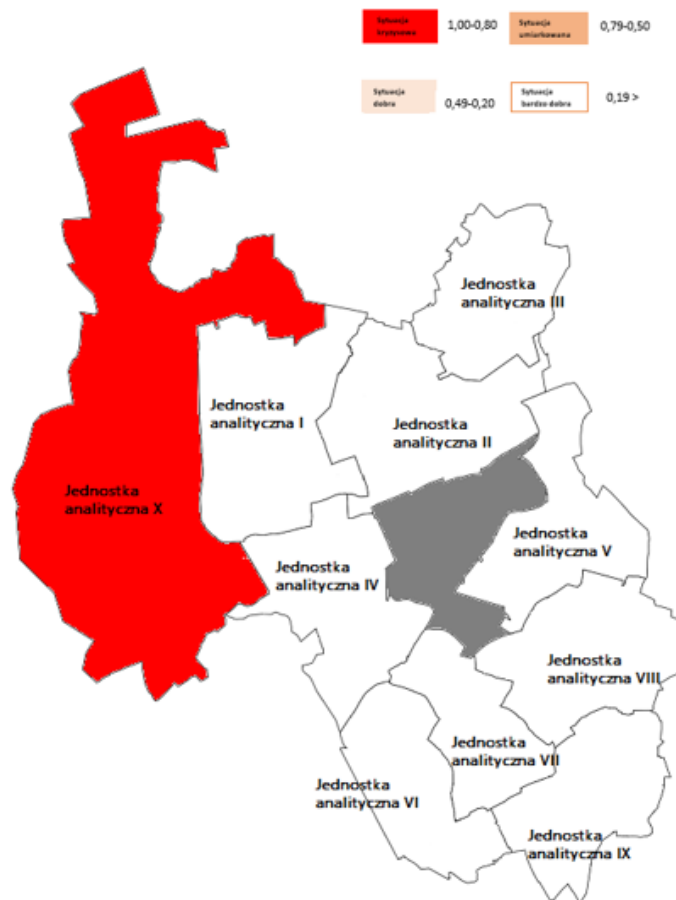 Sytuacja
kryzysowa
1,00-0,80
Sytuacja
umiarkowana
0,79-0,50
Sytuacja
dobra
0,49-0,20
Sytuacja
bardzo dobra
0,19 >
Jednostka
analityczna III
Jednostka
analityczna I
Jednostka
analityczna II
Jednostka
analityczna X
Jednostka
analityczna V
Jednostka
analityczna IV
Jednostka
analityczna VIII
Jednostka
analityczna VII
Jednostka
analityczna VI
Jednostka
analityczna IX